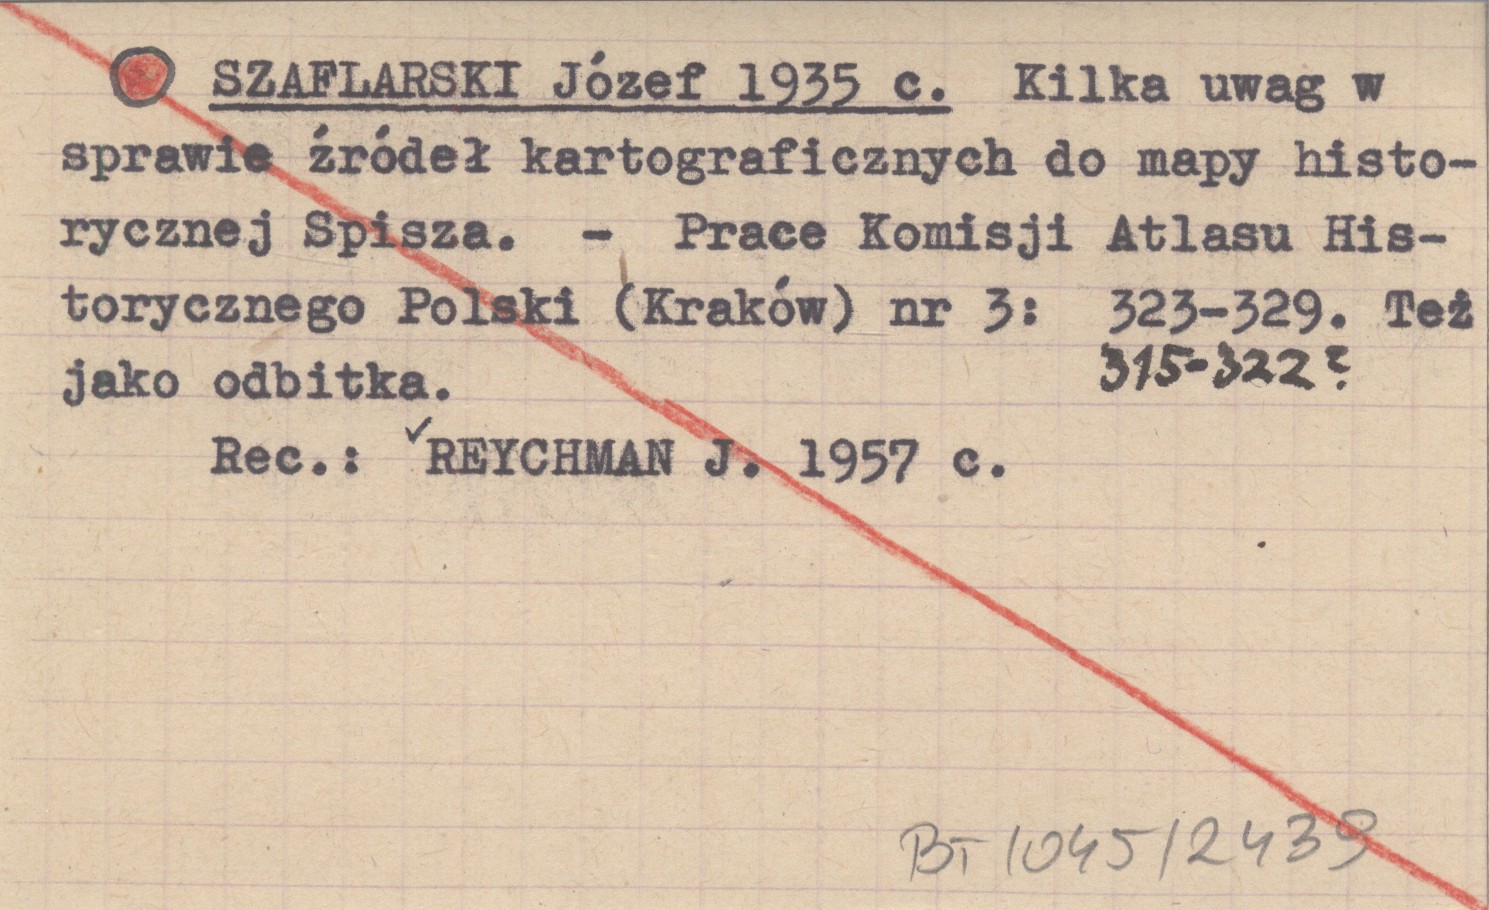 SZAFLARSKI Józef 1935 c. Kilka uwag w
sprawie źródeł kartograficznych do mapy histo-
rycznej Spisza. - Prace Komisji Atlasu His-
torycznego Polski (Kraków) nr 3: 323-329. Też
315-322?
jako odbitka.
Rec.: ✓REYCHMAN J. 1957 c.
BT/045/2439